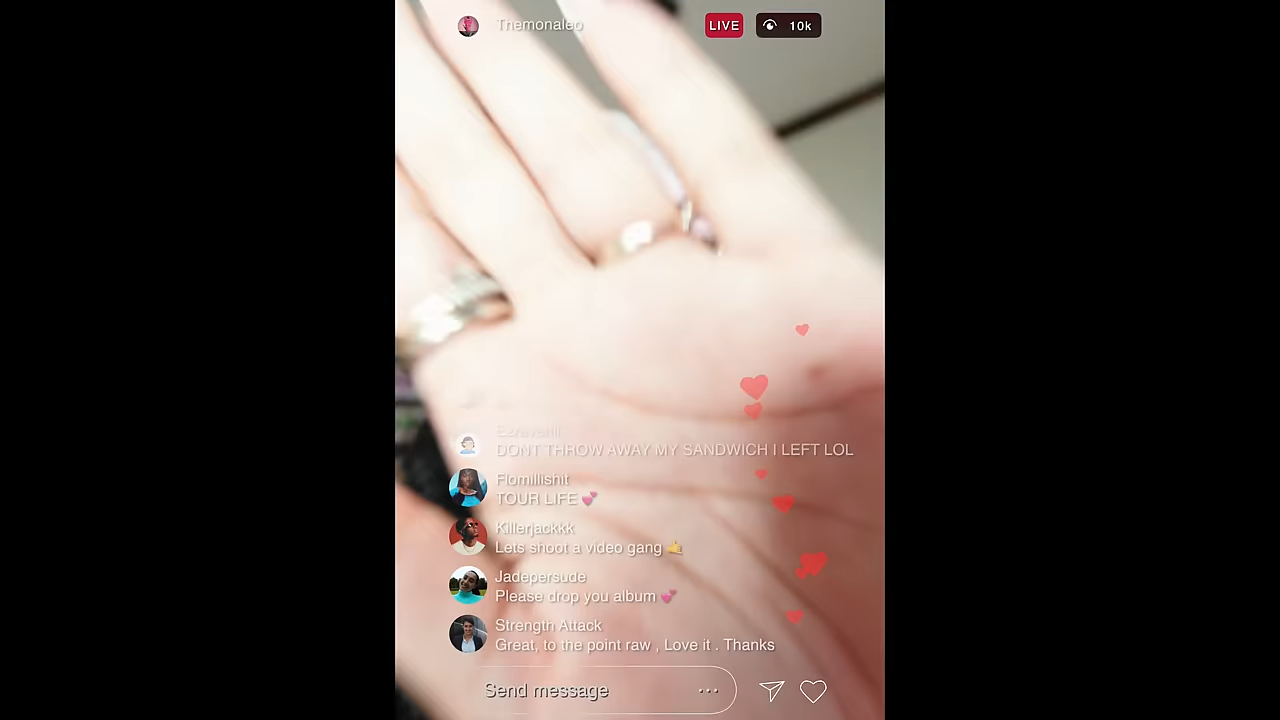 Themonaleo
LIVE
10k
Ezravanill
DONT THROW AWAY MY SANDWICH I LEFT LOL
Flomillishit
TOUR LIFE 💕
Killerjackkk
Lets shoot a video gang 🤙
Jadepersude
Please drop you album 💕
Strength Attack
Great, to the point raw , Love it . Thanks
Send message